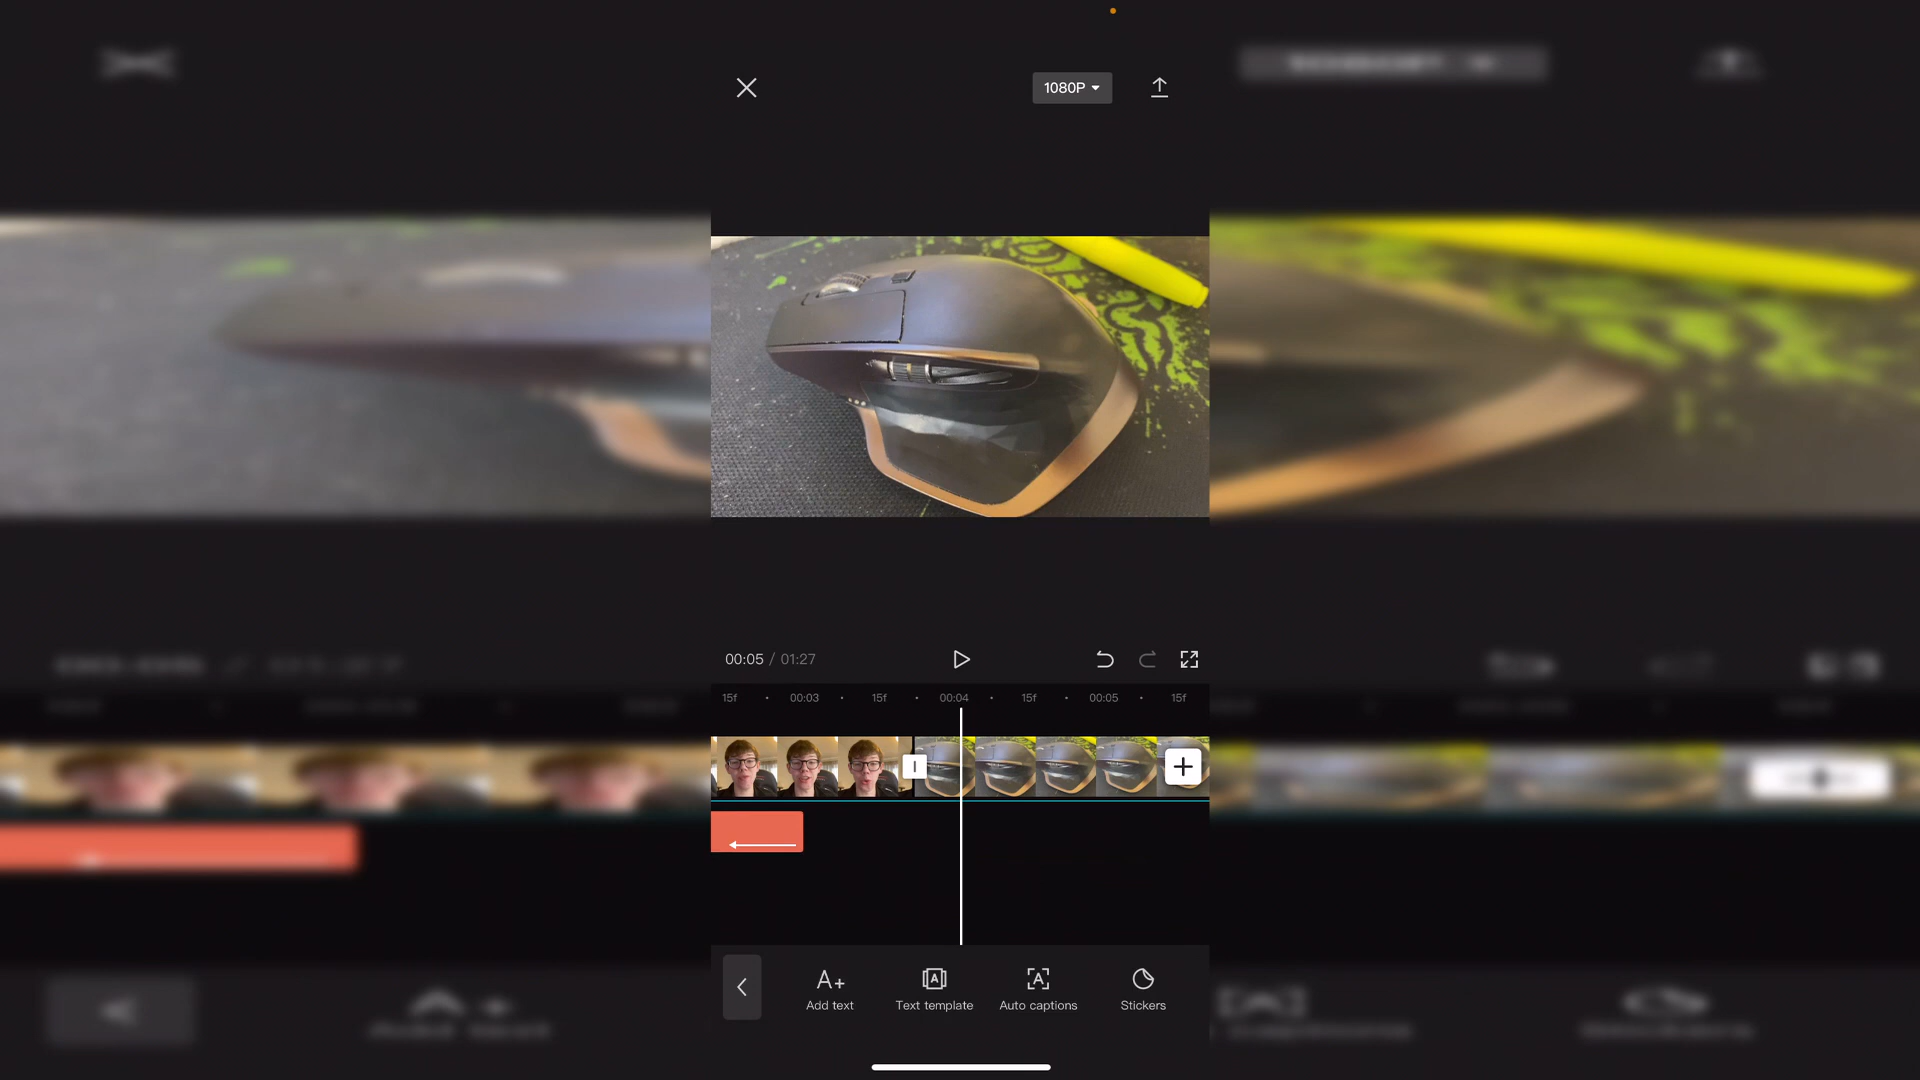 1080P
00:05 / 01:27
15f 00:03 15f 00:04 15f 00:05 15f
Add text Text template Auto captions Stickers